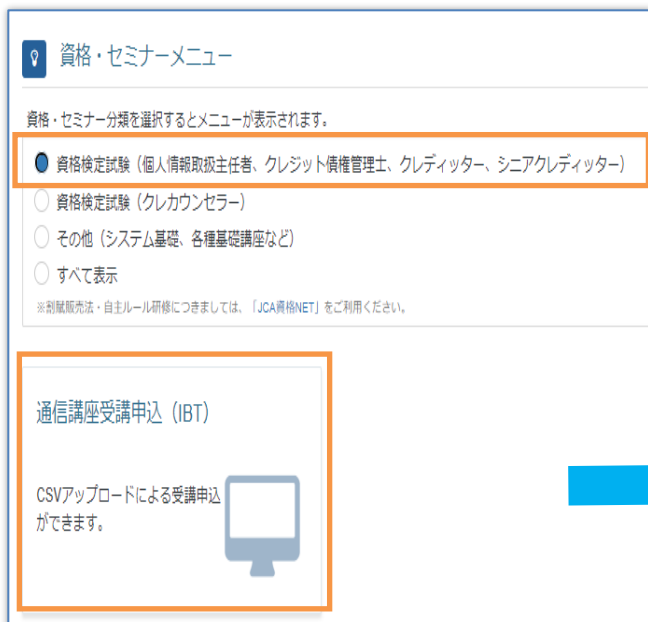 資格・セミナーメニュー
資格・セミナー分類を選択するとメニューが表示されます。
資格検定試験（個人情報取扱主任者、クレジット債権管理士、クレディッター、シニアクレディッター）
資格検定試験（クレカウンセラー）
その他（システム基礎、各種基礎講座など）
すべて表示
※割賦販売法・自主ルール研修につきましては、「JCA資格NET」をご利用ください。
通信講座受講申込（IBT）
CSVアップロードによる受講申込
ができます。